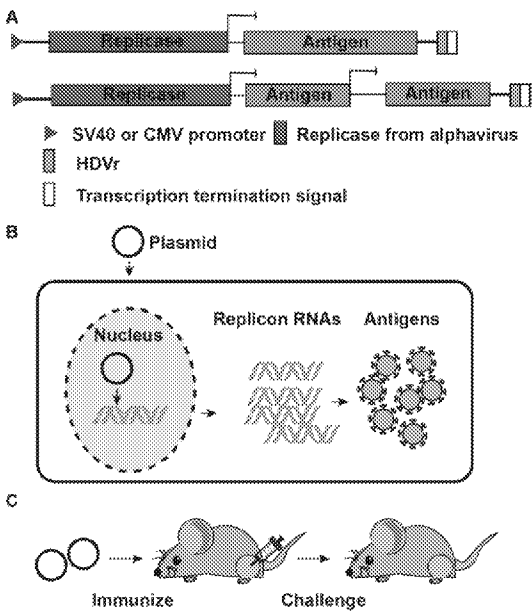 A
Replicase
Antigen
Replicase
Antigen
Antigen
SV40 or CMV promoter
Replicase from alphavirus
HDVr
Transcription termination signal
B
Plasmid
Nucleus
Replicon RNAs
Antigens
C
Immunize
Challenge